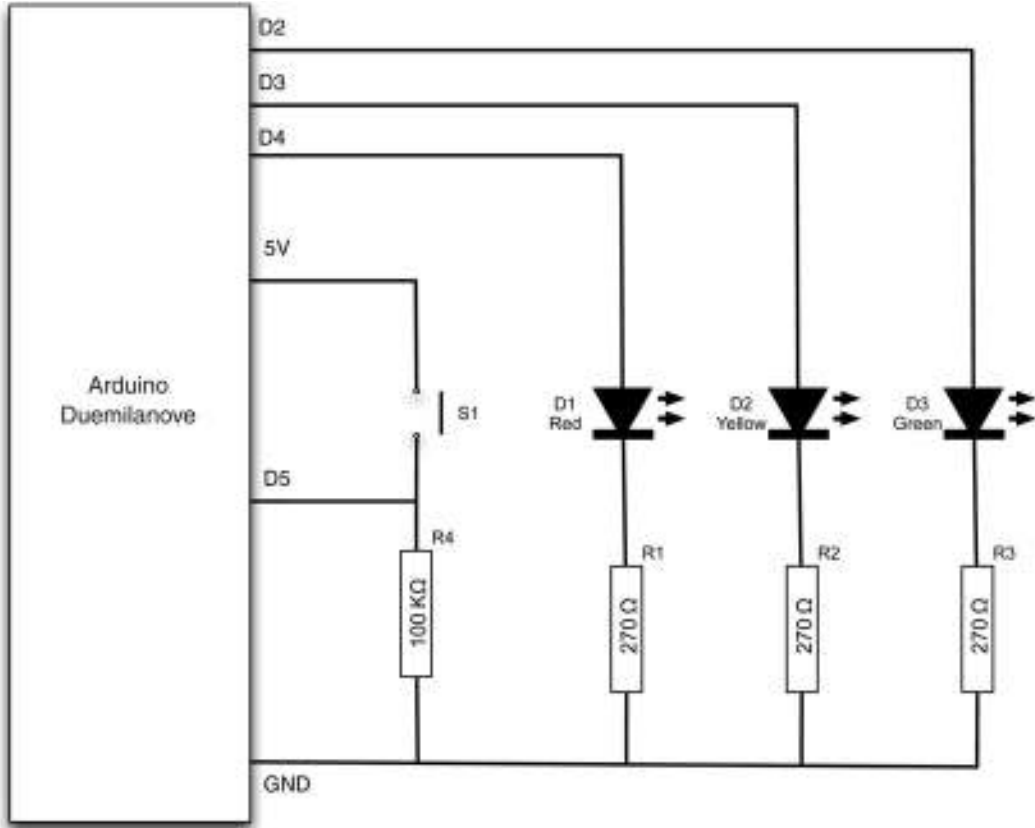 D2
D3
D4
5V
Arduino
Duemilanove
S1
D1
Red
D2
Yellow
D3
Green
D5
R4
100 KΩ
R1
270 Ω
R2
270 Ω
R3
270 Ω
GND